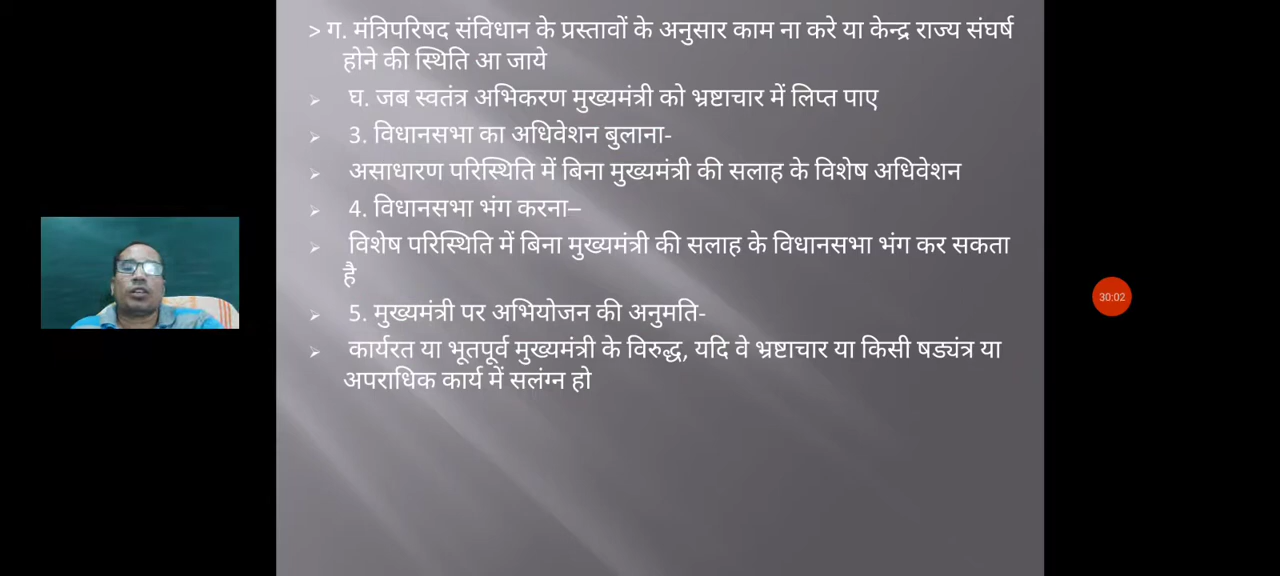 > ग. मंत्रिपरिषद संविधान के प्रस्तावों के अनुसार काम ना करे या केन्द्र राज्य संघर्ष
होने की स्थिति आ जाये
घ. जब स्वतंत्र अभिकरण मुख्यमंत्री को भ्रष्टाचार में लिप्त पाए
3. विधानसभा का अधिवेशन बुलाना-
असाधारण परिस्थिति में बिना मुख्यमंत्री की सलाह के विशेष अधिवेशन
4. विधानसभा भंग करना–
विशेष परिस्थिति में बिना मुख्यमंत्री की सलाह के विधानसभा भंग कर सकता
है
5. मुख्यमंत्री पर अभियोजन की अनुमति-
कार्यरत या भूतपूर्व मुख्यमंत्री के विरुद्ध, यदि वे भ्रष्टाचार या किसी षड्यंत्र या
अपराधिक कार्य में सलंग्न हो
30:02